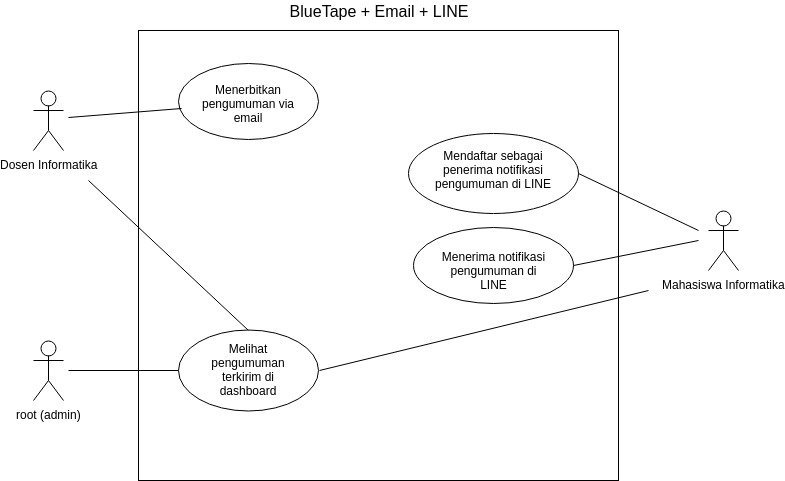 BlueTape + Email + LINE
Menerbitkan
pengumuman via
email
Dosen Informatika
Mendaftar sebagai
penerima notifikasi
pengumuman di LINE
Menerima notifikasi
pengumuman di
LINE
Mahasiswa Informatika
Melihat
pengumuman
terkirim di
dashboard
root (admin)